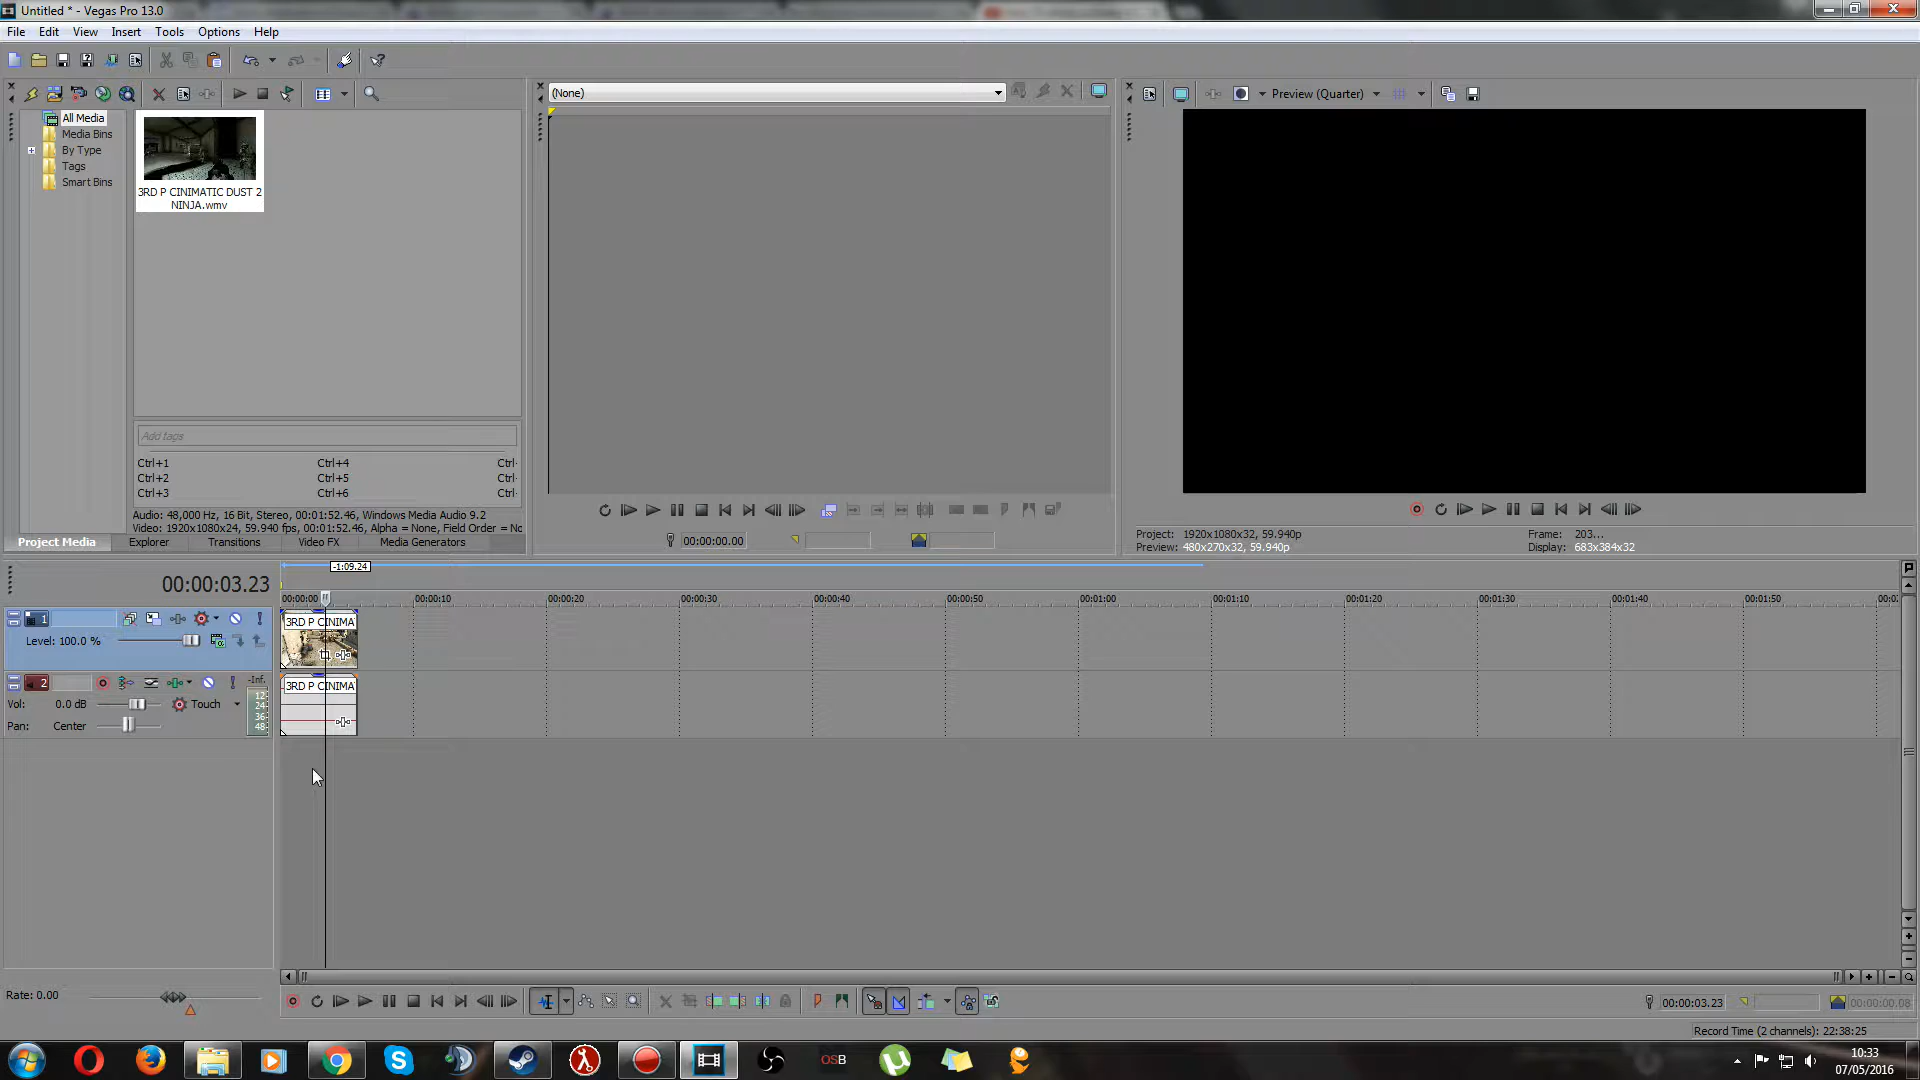 Untitled * - Vegas Pro 13.0
File Edit View Insert Tools Options Help
(None)
Preview (Quarter)
All Media
Media Bins
By Type
Tags
Smart Bins
3RD P CINIMATIC DUST 2
NINJA.wmv
Add tags
Ctrl+1 Ctrl+4 Ctrl-
Ctrl+2 Ctrl+5 Ctrl-
Ctrl+3 Ctrl+6 Ctrl-
Audio: 48,000 Hz, 16 Bit, Stereo, 00:01:52.46, Windows Media Audio 9.2
Video: 1920x1080x24, 59.940 fps, 00:01:52.46, Alpha = None, Field Order = Nc
Project Media Explorer Transitions Video FX Media Generators
00:00:00.00
Project: 1920x1080x32, 59.940p
Preview: 480x270x32, 59.940p
Frame: 203...
Display: 683x384x32
00:00:03.23
-1:09.24
00:00:00 00:00:10 00:00:20 00:00:30 00:00:40 00:00:50 00:01:00 00:01:10 00:01:20 00:01:30 00:01:40 00:01:50 00:0
1
Level: 100.0 %
3RD P CINIMA
2
-Inf.
Vol: 0.0 dB Touch
Pan: Center
12-
24-
36-
48-
3RD P CINIMA
Rate: 0.00
00:00:03.23
00:00:00.08
Record Time (2 channels): 22:38:25
OSB
10:33
07/05/2016